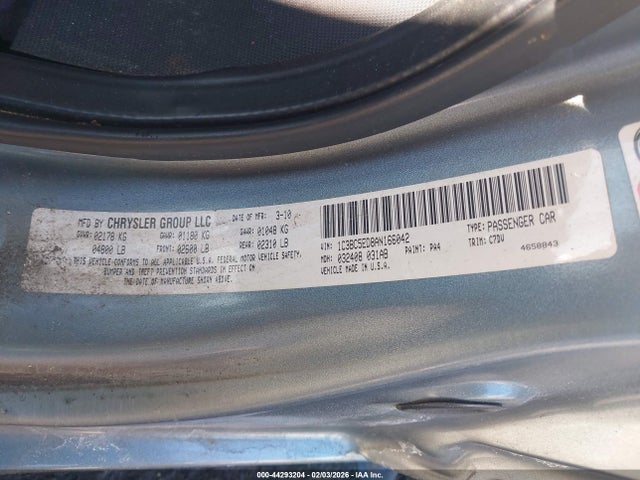 MFD BY CHRYSLER GROUP LLC DATE OF MFR: 3-10
GVWR: 02178 KG GAWR: 01180 KG GAWR: 01048 KG
04800 LB FRONT: 02600 LB REAR: 02310 LB
THIS VEHICLE CONFORMS TO ALL APPLICABLE U.S.A. FEDERAL MOTOR VEHICLE SAFETY,
BUMPER AND THEFT PREVENTION STANDARDS IN EFFECT ON
THE DATE OF MANUFACTURE SHOWN ABOVE.
VIN: 1C3BC5ED8AN166042 TYPE: PASSENGER CAR
MDH: 032408 031AB PAINT: PA4 TRIM: C7DV
VEHICLE MADE IN U.S.A. 4658843
000-44293204 - 02/03/2026 - IAA Inc.